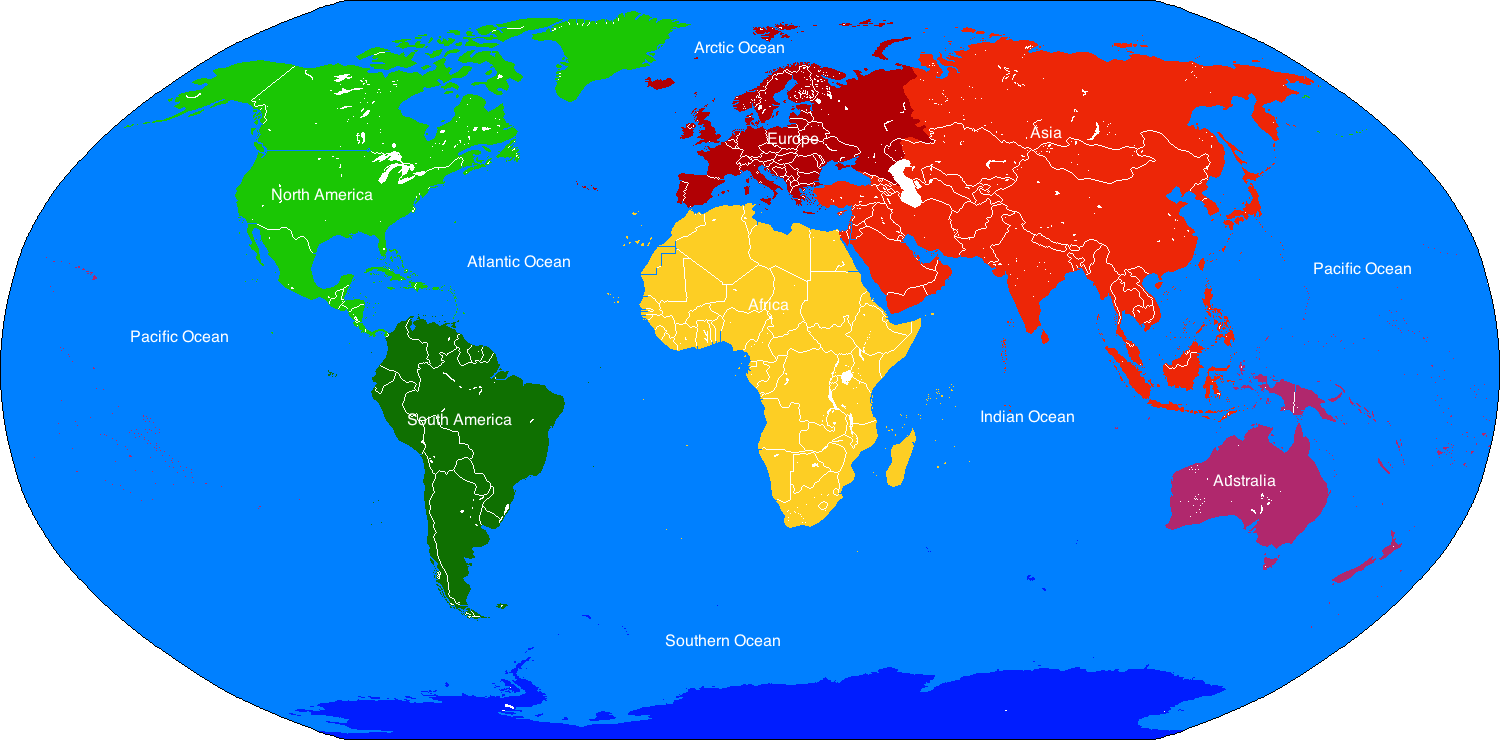 Arctic Ocean
Europe
Asia
North America
Atlantic Ocean
Pacific Ocean
Africa
Pacific Ocean
South America
Indian Ocean
Australia
Southern Ocean